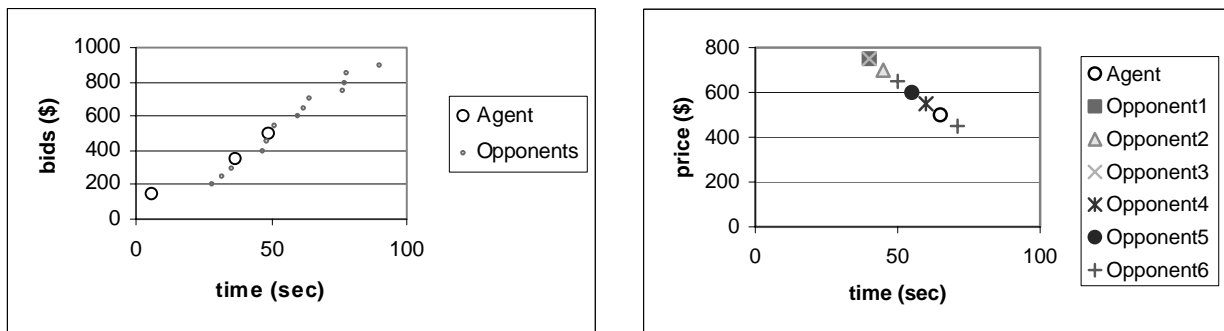 bids ($)
1000
800
600
400
200
0
0 50 100
time (sec)
Agent
Opponents
price ($)
800
600
400
200
0
0 50 100
time (sec)
Agent
Opponent1
Opponent2
Opponent3
Opponent4
Opponent5
Opponent6